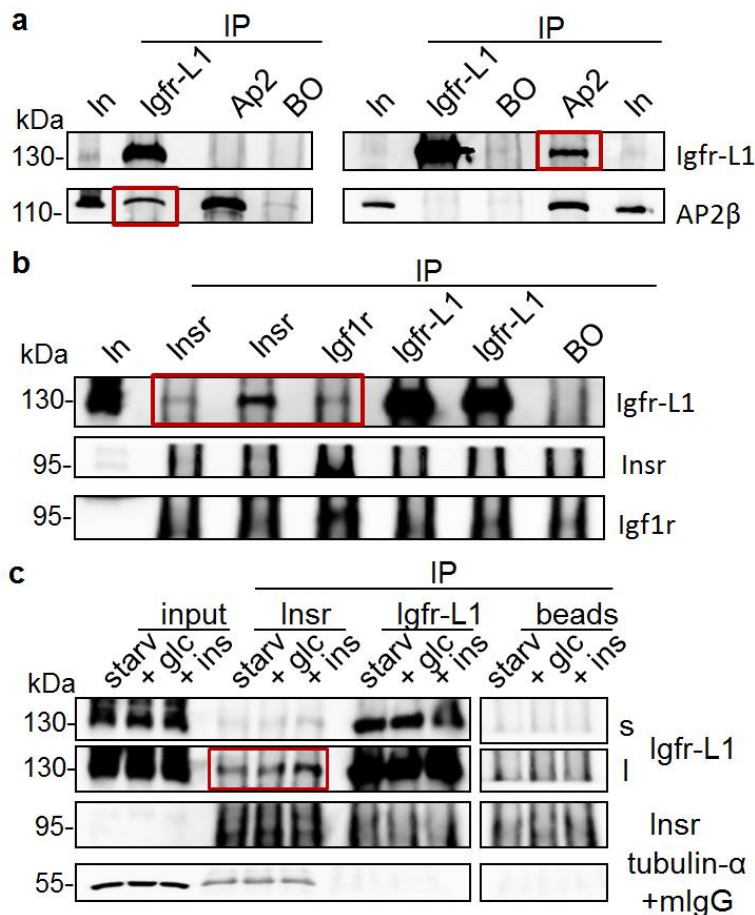 a
IP IP
In Igfr-L1 Ap2 BO In Igfr-L1 BO Ap2 In
kDa
130- Igfr-L1
110- AP2β
b
IP
In Insr Insr Igf1r Igfr-L1 Igfr-L1 BO
kDa
130- Igfr-L1
95- Insr
95- Igf1r
c
IP
input Insr Igfr-L1 beads
starv + glc + ins starv + glc + ins starv + glc + ins starv + glc + ins
kDa
130- s
Igfr-L1
130- l
95- Insr
tubulin-α
55- +mIgG